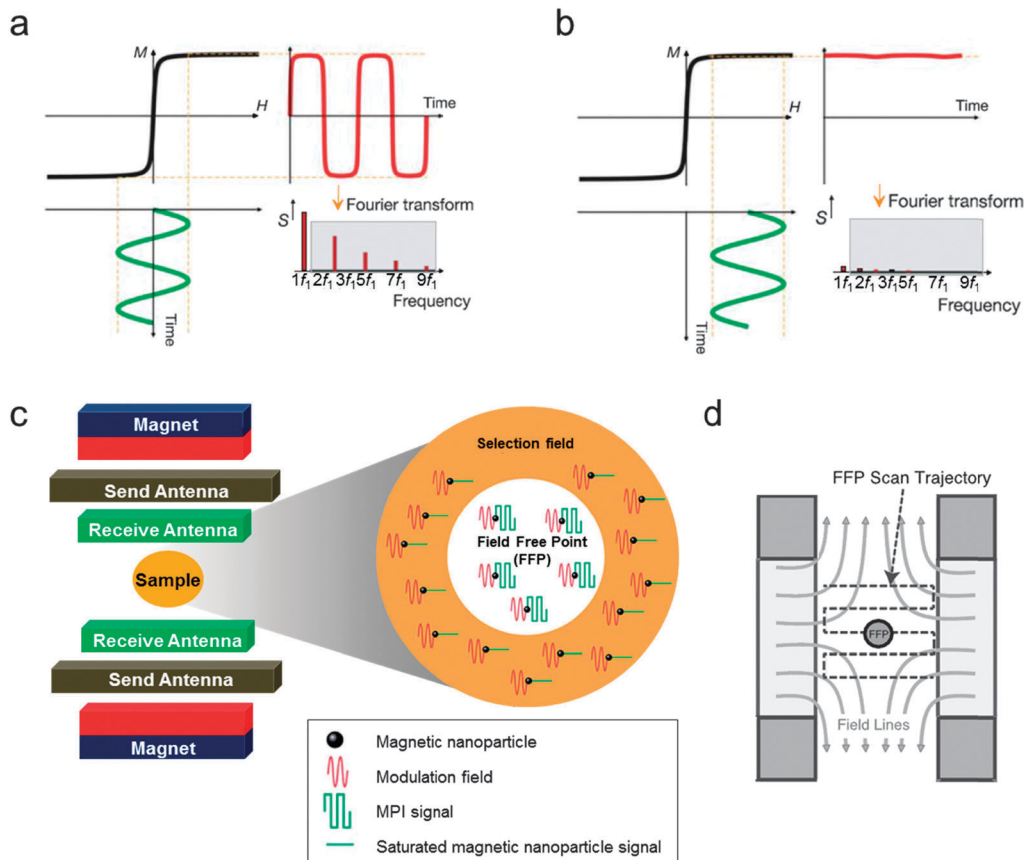 a
M
H
Time
Fourier transform
S
1f₁ 2f₁ 3f₁ 5f₁ 7f₁ 9f₁
Frequency
Time
b
M
H
Time
Fourier transform
S
1f₁ 2f₁ 3f₁ 5f₁ 7f₁ 9f₁
Frequency
Time
c
Magnet
Send Antenna
Receive Antenna
Sample
Receive Antenna
Send Antenna
Magnet
Selection field
Field Free Point
(FFP)
Magnetic nanoparticle
Modulation field
MPI signal
Saturated magnetic nanoparticle signal
d
FFP Scan Trajectory
FFP
Field Lines